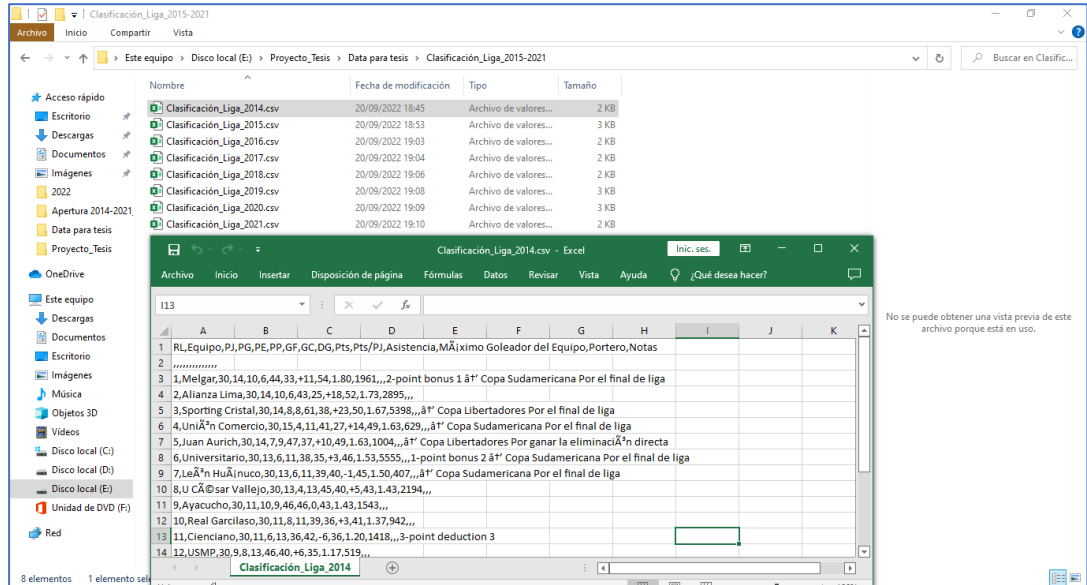 Clasificación_Liga_2015-2021
Archivo Inicio Compartir Vista
Este equipo > Disco local (E:) > Proyecto_Tesis > Data para tesis > Clasificación_Liga_2015-2021
Buscar en Clasific...
Nombre Fecha de modificación Tipo Tamaño
Clasificación_Liga_2014.csv 20/09/2022 18:45 Archivo de valores... 2 KB
Clasificación_Liga_2015.csv 20/09/2022 18:53 Archivo de valores... 3 KB
Clasificación_Liga_2016.csv 20/09/2022 19:03 Archivo de valores... 2 KB
Clasificación_Liga_2017.csv 20/09/2022 19:04 Archivo de valores... 2 KB
Clasificación_Liga_2018.csv 20/09/2022 19:06 Archivo de valores... 2 KB
Clasificación_Liga_2019.csv 20/09/2022 19:08 Archivo de valores... 3 KB
Clasificación_Liga_2020.csv 20/09/2022 19:09 Archivo de valores... 3 KB
Clasificación_Liga_2021.csv 20/09/2022 19:10 Archivo de valores... 2 KB
Acceso rápido
Escritorio
Descargas
Documentos
Imágenes
2022
Apertura 2014-2021
Data para tesis
Proyecto_Tesis
OneDrive
Este equipo
Descargas
Documentos
Escritorio
Imágenes
Música
Objetos 3D
Vídeos
Disco local (C:)
Disco local (D:)
Disco local (E:)
Unidad de DVD (F:)
Red
8 elementos 1 elemento sele
Clasificación_Liga_2014.csv - Excel Inic. ses.
Archivo Inicio Insertar Disposición de página Fórmulas Datos Revisar Vista Ayuda ¿Qué desea hacer?
I13 fx
A B C D E F G H I J K
1 RL,Equipo,PJ,PG,PE,PP,GF,GC,DG,Pts,Pts/PJ,Asistencia,MÃ¡ximo Goleador del Equipo,Portero,Notas
2 ,,,,,,,,,,,,,,
3 1,Melgar,30,14,10,6,44,33,+11,54,1.80,1961,,,2-point bonus 1 â†’ Copa Sudamericana Por el final de liga
4 2,Alianza Lima,30,14,10,6,43,25,+18,52,1.73,2895,,,
5 3,Sporting Cristal,30,14,8,8,61,38,+23,50,1.67,5398,,,â†’ Copa Libertadores Por el final de liga
6 4,UniÃ³n Comercio,30,15,4,11,41,27,+14,49,1.63,629,,,â†’ Copa Sudamericana Por el final de liga
7 5,Juan Aurich,30,14,7,9,47,37,+10,49,1.63,1004,,,â†’ Copa Libertadores Por ganar la eliminaciÃ³n directa
8 6,Universitario,30,13,6,11,38,35,+3,46,1.53,5555,,,1-point bonus 2 â†’ Copa Sudamericana Por el final de liga
9 7,LeÃ³n HuÃ¡nuco,30,13,6,11,39,40,-1,45,1.50,407,,,â†’ Copa Sudamericana Por el final de liga
10 8,U CÃ©sar Vallejo,30,13,4,13,45,40,+5,43,1.43,2194,,,
11 9,Ayacucho,30,11,10,9,46,46,0,43,1.43,1543,,,
12 10,Real Garcilaso,30,11,8,11,39,36,+3,41,1.37,942,,,
13 11,Cienciano,30,11,6,13,36,42,-6,36,1.20,1418,,,3-point deduction 3
14 12,USMP,30,9,8,13,46,40,+6,35,1.17,519,,,
Clasificación_Liga_2014
No se puede obtener una vista previa de este
archivo porque está en uso.